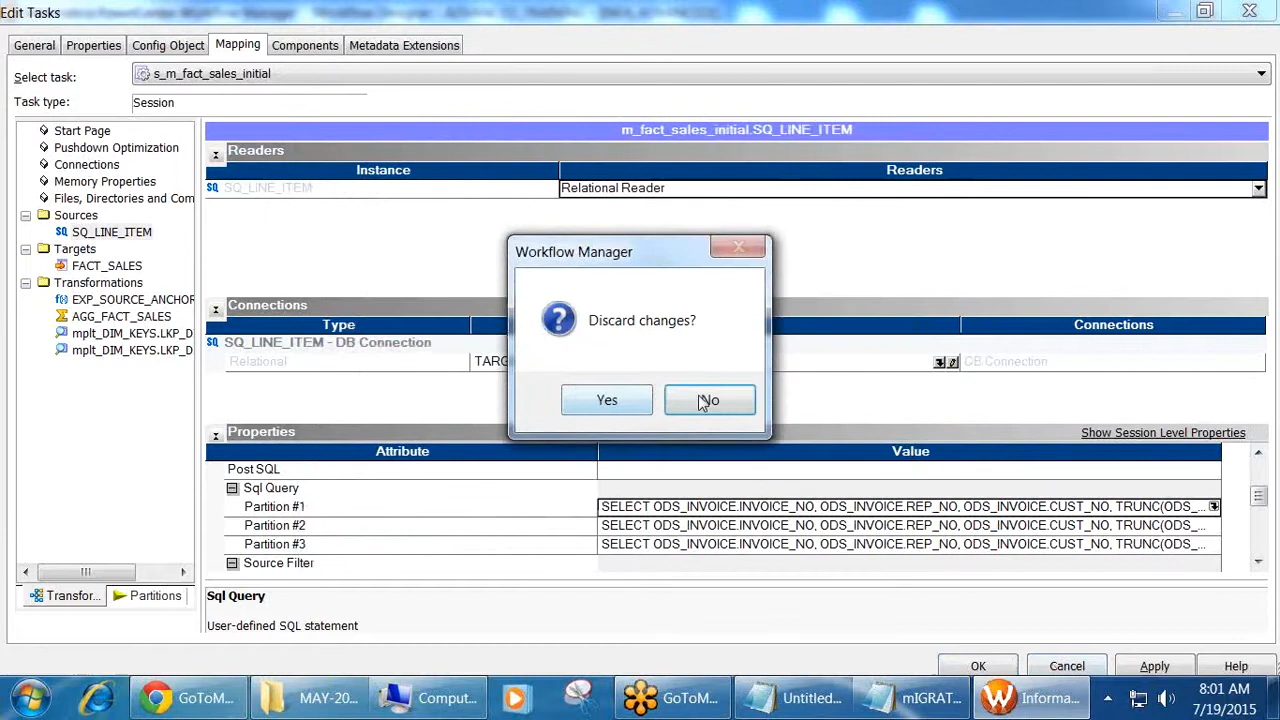 Edit Tasks
General
Properties
Config Object
Mapping
Components
Metadata Extensions
Select task:
s_m_fact_sales_initial
Task type:
Session
Start Page
Pushdown Optimization
Connections
Memory Properties
Files, Directories and Com
Sources
SQ_LINE_ITEM
Targets
FACT_SALES
Transformations
EXP_SOURCE_ANCHOR
AGG_FACT_SALES
mplt_DIM_KEYS.LKP_D
mplt_DIM_KEYS.LKP_D
Transfor...
Partitions
m_fact_sales_initial.SQ_LINE_ITEM
Readers
Instance
Readers
SQ_LINE_ITEM
Relational Reader
Connections
Type
Connections
SQ_LINE_ITEM - DB Connection
Relational
TARG
DB Connection
Workflow Manager
Discard changes?
Yes
No
Properties
Show Session Level Properties
Attribute
Value
Post SQL
Sql Query
Partition #1
SELECT ODS_INVOICE.INVOICE_NO, ODS_INVOICE.REP_NO, ODS_INVOICE.CUST_NO, TRUNC(ODS_...
Partition #2
SELECT ODS_INVOICE.INVOICE_NO, ODS_INVOICE.REP_NO, ODS_INVOICE.CUST_NO, TRUNC(ODS_...
Partition #3
SELECT ODS_INVOICE.INVOICE_NO, ODS_INVOICE.REP_NO, ODS_INVOICE.CUST_NO, TRUNC(ODS_...
Source Filter
Sql Query
User-defined SQL statement
OK
Cancel
Apply
Help
GoToM...
MAY-20...
Comput...
GoToM...
Untitled...
mIGRAT...
Informa...
8:01 AM
7/19/2015